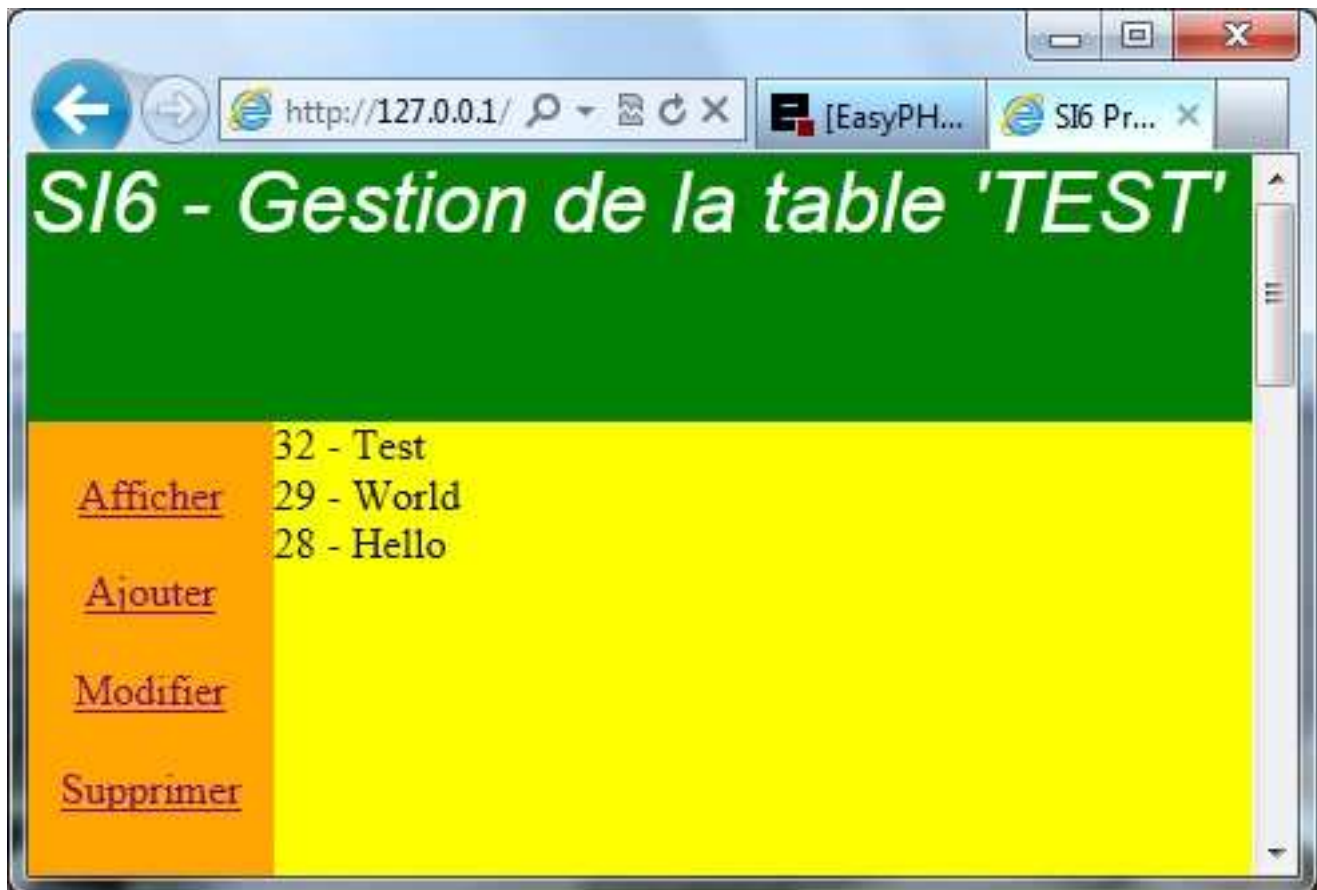 http://127.0.0.1/
[EasyPH...
SI6 Pr...
SI6 - Gestion de la table 'TEST'
Afficher
Ajouter
Modifier
Supprimer
32 - Test
29 - World
28 - Hello